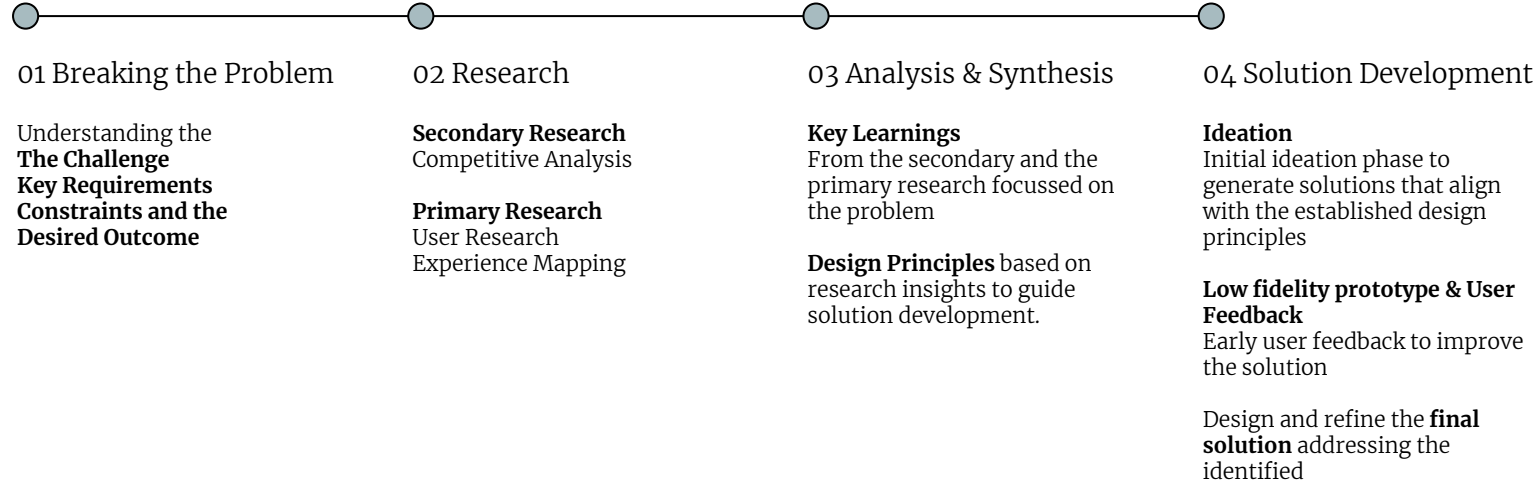 01 Breaking the Problem
Understanding the
The Challenge
Key Requirements
Constraints and the
Desired Outcome
02 Research
Secondary Research
Competitive Analysis
Primary Research
User Research
Experience Mapping
03 Analysis & Synthesis
Key Learnings
From the secondary and the
primary research focussed on
the problem
Design Principles based on
research insights to guide
solution development.
04 Solution Development
Ideation
Initial ideation phase to
generate solutions that align
with the established design
principles
Low fidelity prototype & User
Feedback
Early user feedback to improve
the solution
Design and refine the final
solution addressing the
identified